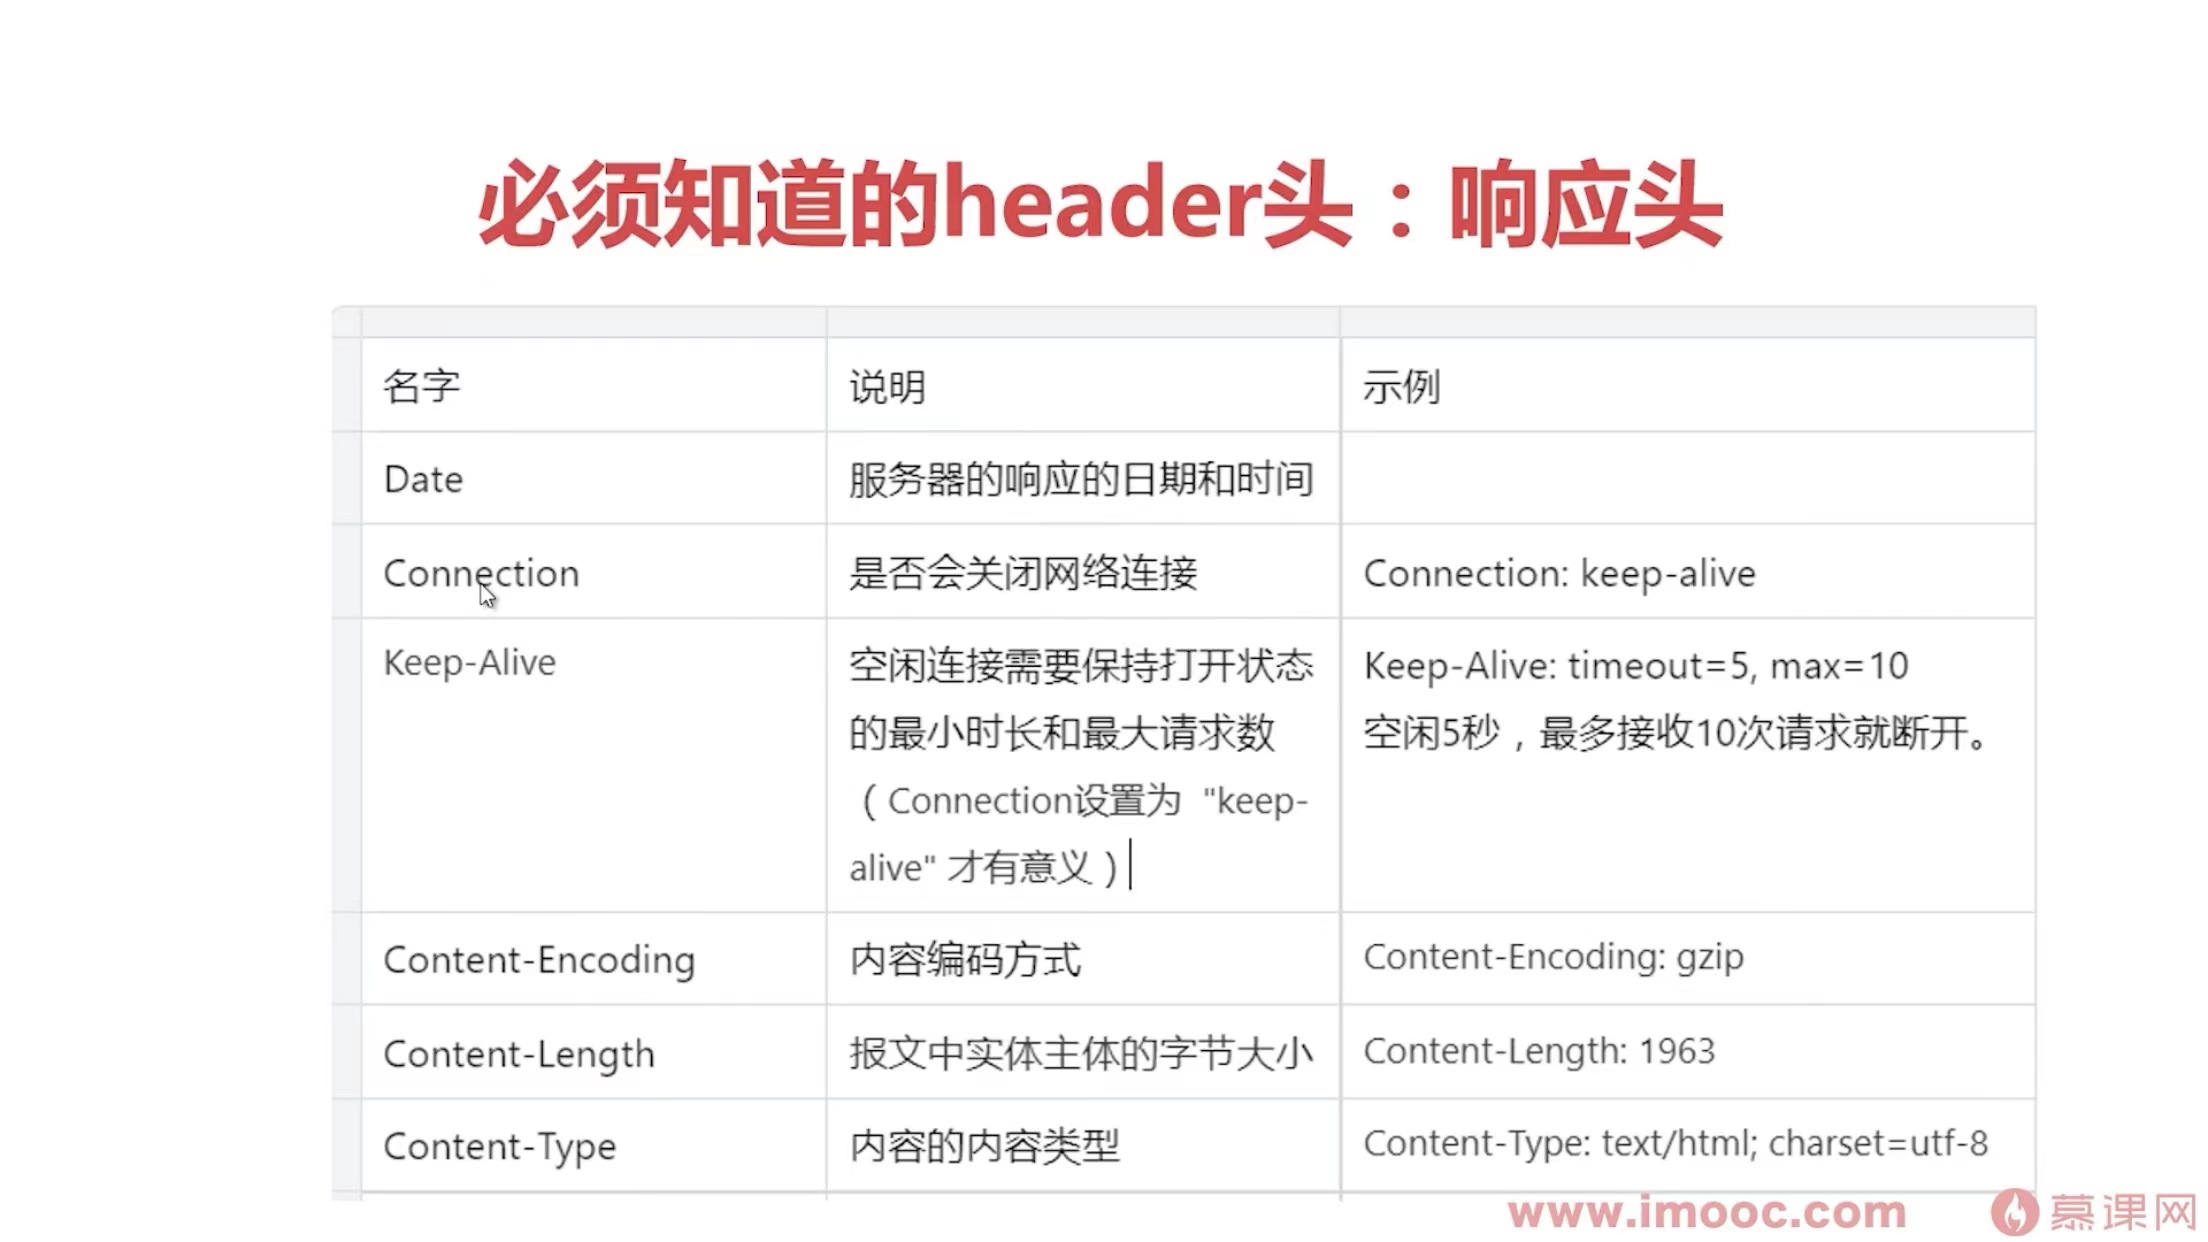 必须知道的header头：响应头
名字 说明 示例
Date 服务器的响应的日期和时间
Connection 是否会关闭网络连接 Connection: keep-alive
Keep-Alive 空闲连接需要保持打开状态 Keep-Alive: timeout=5, max=10
的最小时长和最大请求数 空闲5秒，最多接收10次请求就断开。
（Connection设置为 "keep-
alive" 才有意义）
Content-Encoding 内容编码方式 Content-Encoding: gzip
Content-Length 报文中实体主体的字节大小 Content-Length: 1963
Content-Type 内容的内容类型 Content-Type: text/html; charset=utf-8
www.imooc.com 慕课网